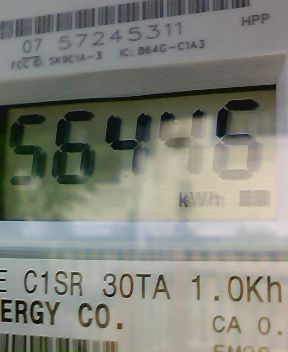 07 57245311
HPP
FCC ID: SK9C1A-3 IC: 864G-C1A3
56446
kWh
E C1SR 30TA 1.0Kh
ERGY CO.
CA 0.